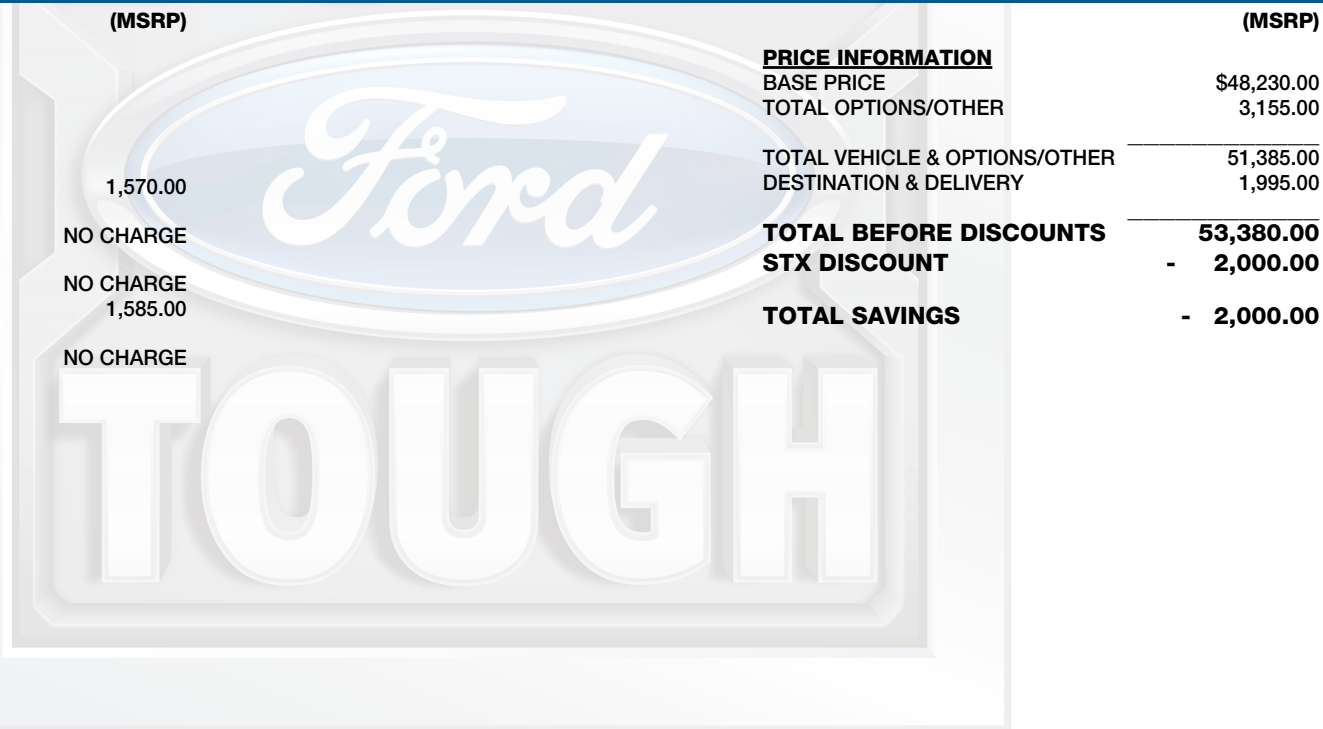 (MSRP)
1,570.00
NO CHARGE
NO CHARGE
1,585.00
NO CHARGE
Ford
TOUGH
(MSRP)
PRICE INFORMATION
BASE PRICE $48,230.00
TOTAL OPTIONS/OTHER 3,155.00
TOTAL VEHICLE & OPTIONS/OTHER 51,385.00
DESTINATION & DELIVERY 1,995.00
TOTAL BEFORE DISCOUNTS 53,380.00
STX DISCOUNT - 2,000.00
TOTAL SAVINGS - 2,000.00